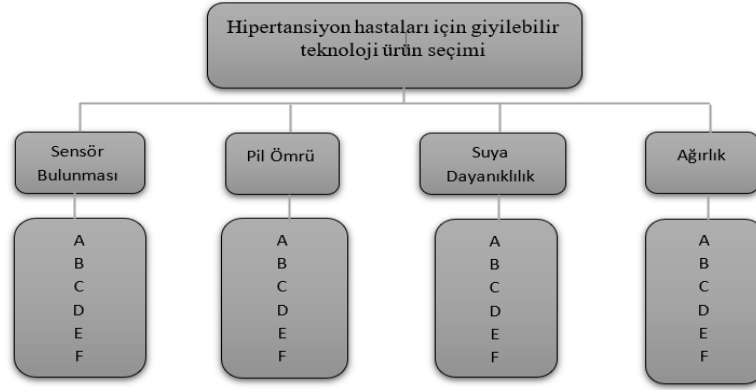 Hipertansiyon hastaları için giyilebilir
teknoloji ürün seçimi
Sensör
Bulunması
Pil Ömrü
Suya
Dayanıklılık
Ağırlık
A
B
C
D
E
F
A
B
C
D
E
F
A
B
C
D
E
F
A
B
C
D
E
F